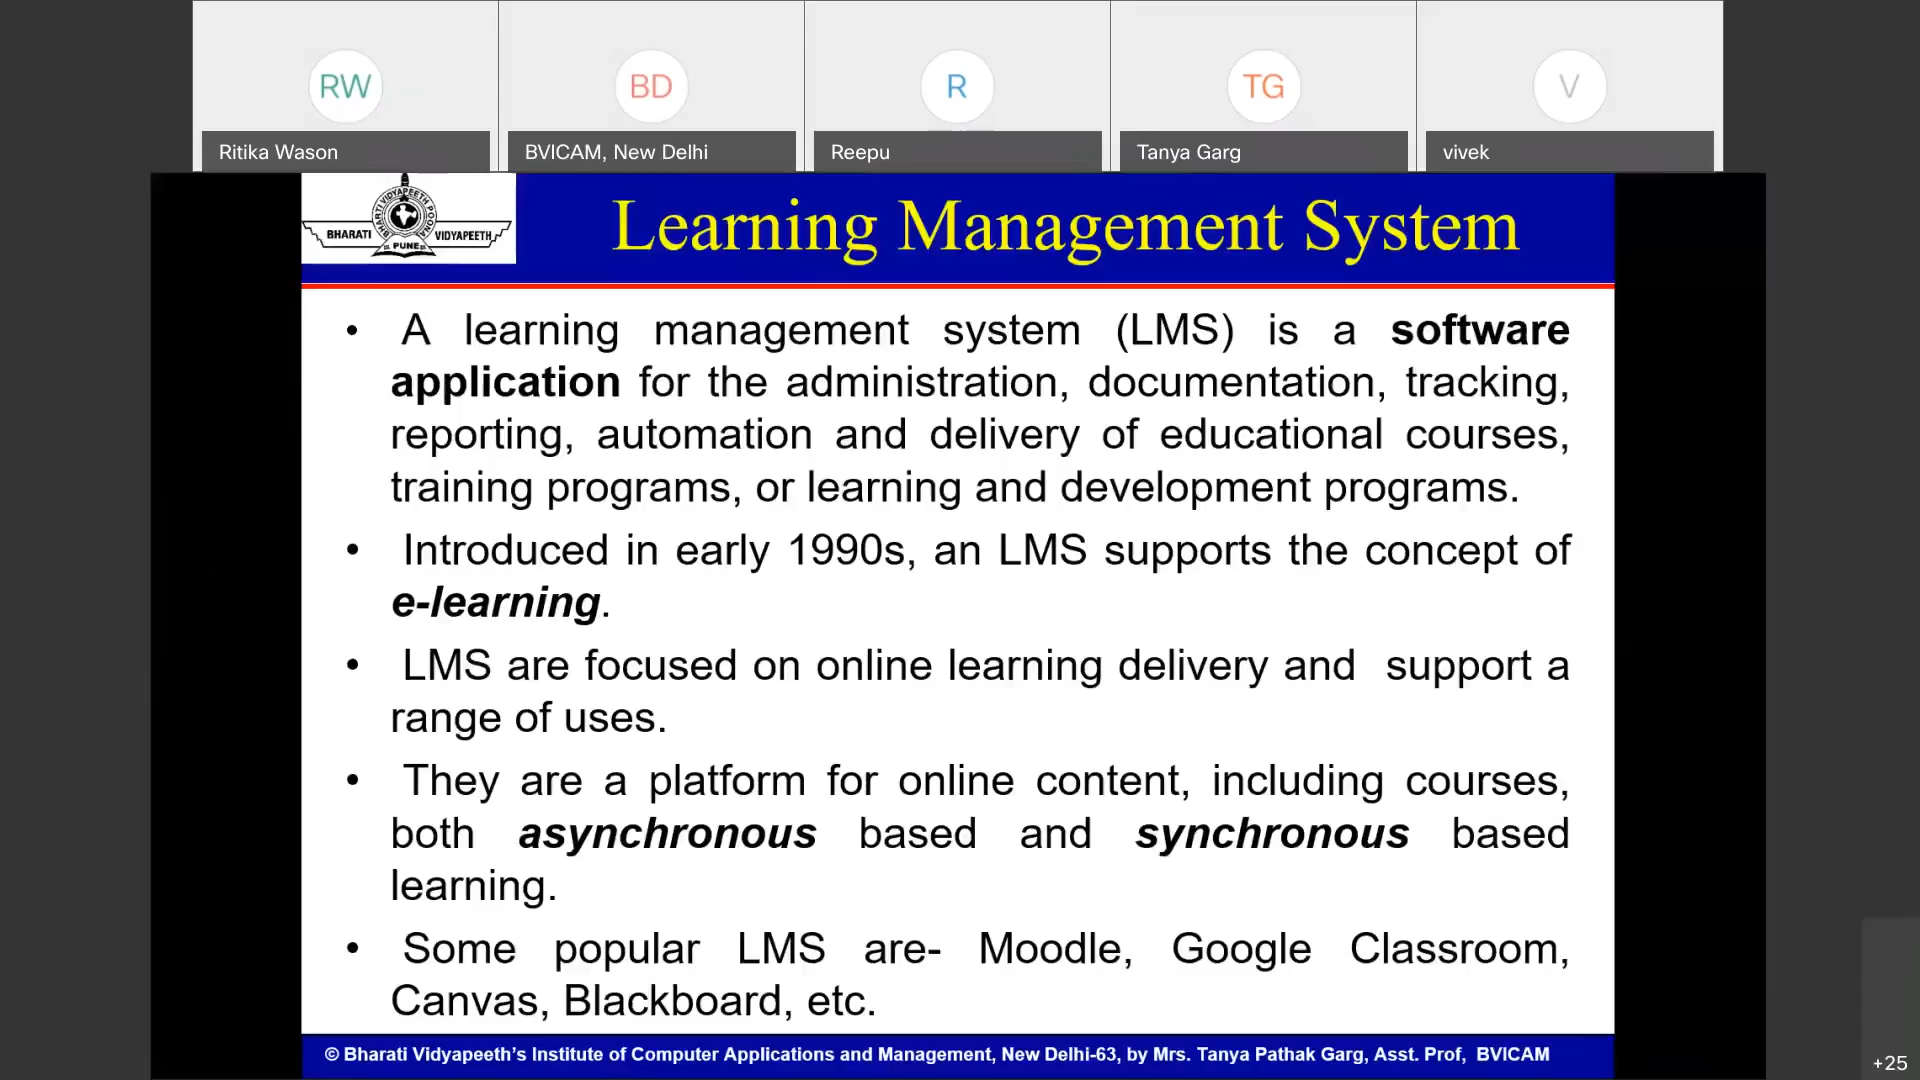 RW
BD
R
TG
V
Ritika Wason
BVICAM, New Delhi
Reepu
Tanya Garg
vivek
BHARATI VIDYAPEETH POONA
BHARATI
VIDYAPEETH
PUNE
Learning Management System
• A learning management system (LMS) is a software
application for the administration, documentation, tracking,
reporting, automation and delivery of educational courses,
training programs, or learning and development programs.
• Introduced in early 1990s, an LMS supports the concept of
e-learning.
• LMS are focused on online learning delivery and support a
range of uses.
• They are a platform for online content, including courses,
both asynchronous based and synchronous based
learning.
• Some popular LMS are- Moodle, Google Classroom,
Canvas, Blackboard, etc.
© Bharati Vidyapeeth’s Institute of Computer Applications and Management, New Delhi-63, by Mrs. Tanya Pathak Garg, Asst. Prof, BVICAM
+25